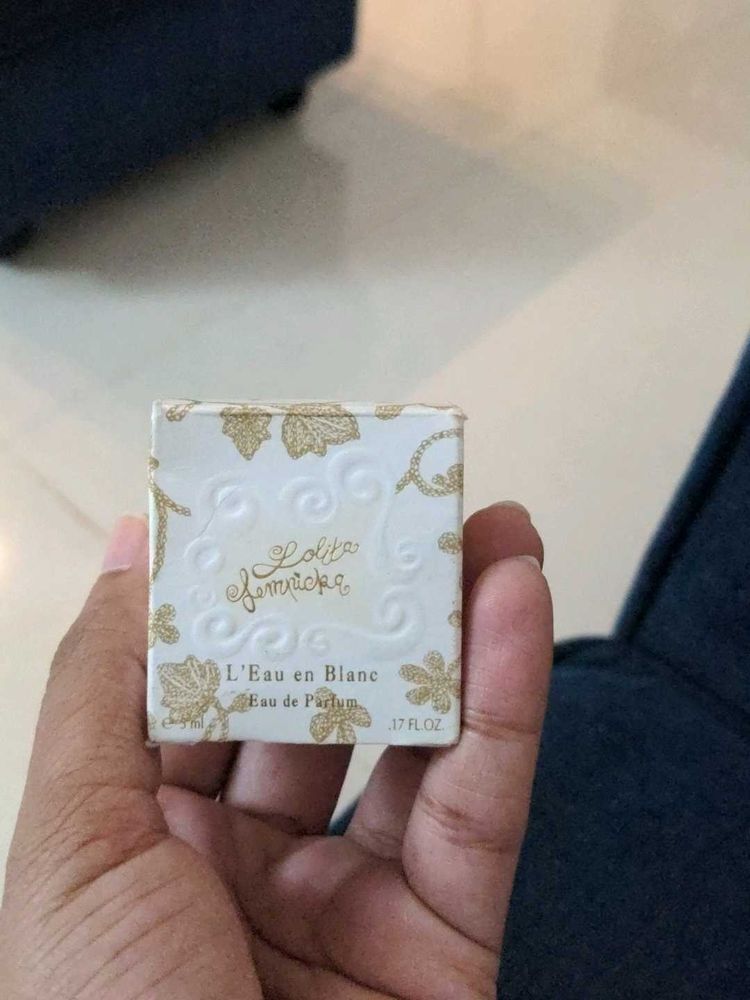 Lolita
Lempicka
L'Eau en Blanc
Eau de Parfum
e 5 ml .17 FL.OZ.